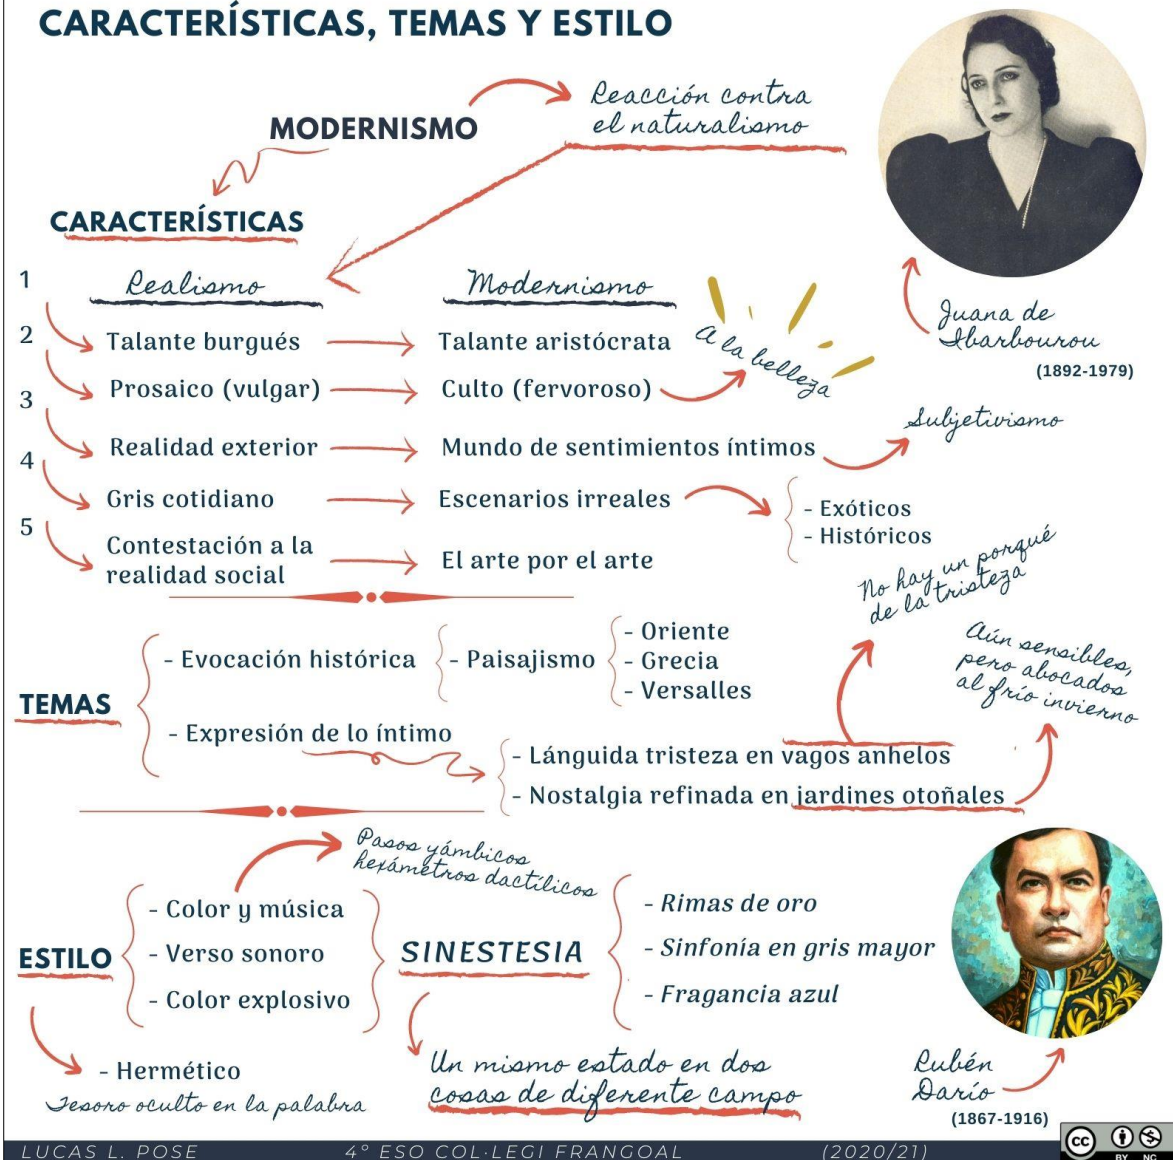 CARACTERÍSTICAS, TEMAS Y ESTILO
MODERNISMO
Reacción contra
el naturalismo
CARACTERÍSTICAS
Realismo
Modernismo
1
Talante burgués
Talante aristócrata
2
Prosaico (vulgar)
Culto (fervoroso)
A la belleza
3
Realidad exterior
Mundo de sentimientos íntimos
Subjetivismo
4
Gris cotidiano
Escenarios irreales
- Exóticos
- Históricos
5
Contestación a la
realidad social
El arte por el arte
Juana de
Ibarbourou
(1892-1979)
TEMAS
- Evocación histórica
- Paisajismo
- Oriente
- Grecia
- Versalles
- Expresión de lo íntimo
- Lánguida tristeza en vagos anhelos
- Nostalgia refinada en jardines otoñales
No hay un porqué
de la tristeza
Aún sensibles,
pero abocados
al frío invierno
ESTILO
- Color y música
- Verso sonoro
- Color explosivo
Pasos yámbicos
hexámetros dactílicos
SINESTESIA
- Rimas de oro
- Sinfonía en gris mayor
- Fragancia azul
- Hermético
Tesoro oculto en la palabra
Un mismo estado en dos
cosas de diferente campo
Rubén
Darío
(1867-1916)
LUCAS L. POSE
4º ESO COL·LEGI FRANGOAL
(2020/21)
cc
BY NC